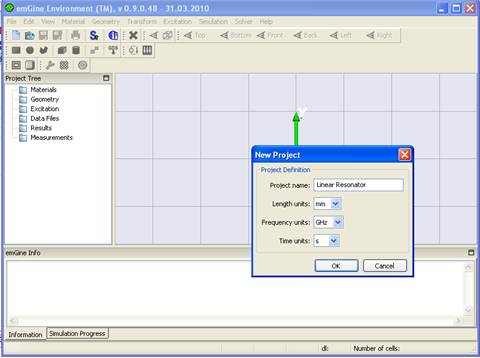 emGine Environment (TM), v 0.9.0.48 - 31.03.2010
File Edit View Material Geometry Transform Excitation Simulation Solver Help
Top Bottom Front Back Left Right
Project Tree
Materials
Geometry
Excitation
Data Files
Results
Measurements
Y
New Project
Project Definition
Project name: Linear Resonator
Length units: mm
Frequency units: GHz
Time units: s
OK Cancel
emGine Info
Information Simulation Progress
dt: Number of cells: